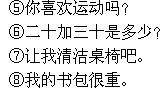 ⑤你喜欢运动吗?
⑥二十加三十是多少?
⑦让我清洁桌椅吧。
⑧我的书包很重。